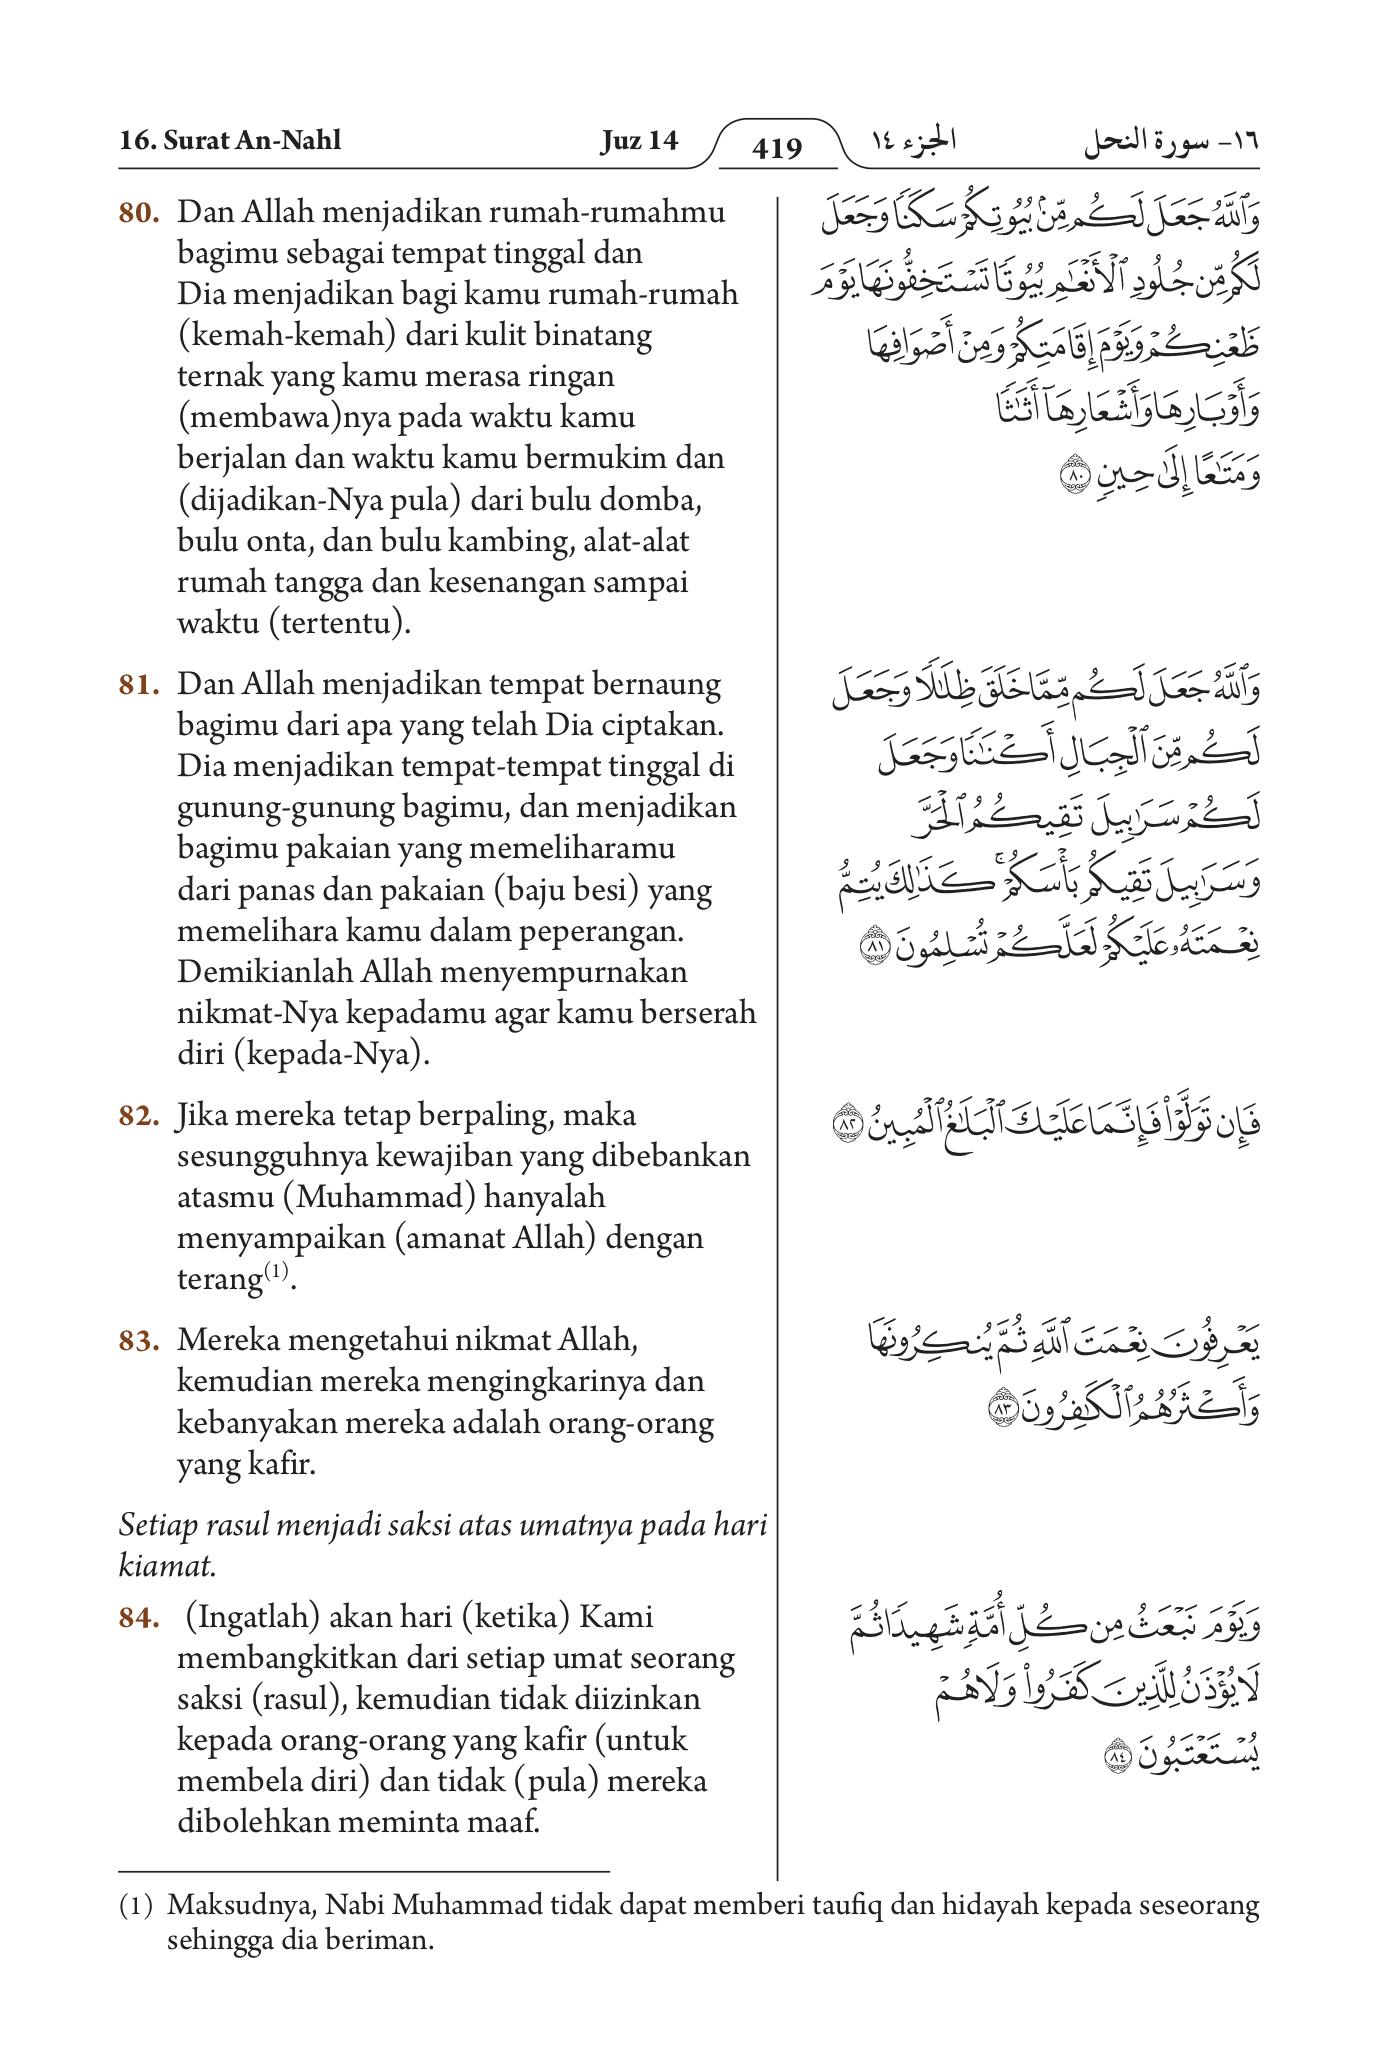 16. Surat An-Nahl
Juz 14
419
الجزء ١٤
١٦- سورة النحل
80. Dan Allah menjadikan rumah-rumahmu
bagimu sebagai tempat tinggal dan
Dia menjadikan bagi kamu rumah-rumah
(kemah-kemah) dari kulit binatang
ternak yang kamu merasa ringan
(membawa)nya pada waktu kamu
berjalan dan waktu kamu bermukim dan
(dijadikan-Nya pula) dari bulu domba,
bulu onta, dan bulu kambing, alat-alat
rumah tangga dan kesenangan sampai
waktu (tertentu).
وَٱللَّهُ جَعَلَ لَكُم مِّنۢ بُيُوتِكُمْ سَكَنًا وَجَعَلَ
لَكُم مِّن جُلُودِ ٱلْأَنْعَٰمِ بُيُوتًا تَسْتَخِفُّونَهَا يَوْمَ
ظَعْنِكُمْ وَيَوْمَ إِقَامَتِكُمْ وَمِنْ أَصْوَافِهَا
وَأَوْبَارِهَا وَأَشْعَارِهَآ أَثَٰثًا
وَمَتَٰعًا إِلَىٰ حِينٍ ٨٠
81. Dan Allah menjadikan tempat bernaung
bagimu dari apa yang telah Dia ciptakan.
Dia menjadikan tempat-tempat tinggal di
gunung-gunung bagimu, dan menjadikan
bagimu pakaian yang memeliharamu
dari panas dan pakaian (baju besi) yang
memelihara kamu dalam peperangan.
Demikianlah Allah menyempurnakan
nikmat-Nya kepadamu agar kamu berserah
diri (kepada-Nya).
وَٱللَّهُ جَعَلَ لَكُم مِّمَّا خَلَقَ ظِلَٰلًا وَجَعَلَ
لَكُم مِّنَ ٱلْجِبَالِ أَكْنَٰنًا وَجَعَلَ
لَكُمْ سَرَٰبِيلَ تَقِيكُمُ ٱلْحَرَّ
وَسَرَٰبِيلَ تَقِيكُم بَأْسَكُمْ ۚ كَذَٰلِكَ يُتِمُّ
نِعْمَتَهُۥ عَلَيْكُمْ لَعَلَّكُمْ تُسْلِمُونَ ٨١
82. Jika mereka tetap berpaling, maka
sesungguhnya kewajiban yang dibebankan
atasmu (Muhammad) hanyalah
menyampaikan (amanat Allah) dengan
terang(1).
فَإِن تَوَلَّوْا۟ فَإِنَّمَا عَلَيْكَ ٱلْبَلَٰغُ ٱلْمُبِينُ ٨٢
83. Mereka mengetahui nikmat Allah,
kemudian mereka mengingkarinya dan
kebanyakan mereka adalah orang-orang
yang kafir.
يَعْرِفُونَ نِعْمَتَ ٱللَّهِ ثُمَّ يُنكِرُونَهَا
وَأَكْثَرُهُمُ ٱلْكَٰفِرُونَ ٨٣
Setiap rasul menjadi saksi atas umatnya pada hari
kiamat.
84. (Ingatlah) akan hari (ketika) Kami
membangkitkan dari setiap umat seorang
saksi (rasul), kemudian tidak diizinkan
kepada orang-orang yang kafir (untuk
membela diri) dan tidak (pula) mereka
dibolehkan meminta maaf.
وَيَوْمَ نَبْعَثُ مِن كُلِّ أُمَّةٍ شَهِيدًا ثُمَّ
لَا يُؤْذَنُ لِلَّذِينَ كَفَرُوا۟ وَلَا هُمْ
يُسْتَعْتَبُونَ ٨٤
(1) Maksudnya, Nabi Muhammad tidak dapat memberi taufiq dan hidayah kepada seseorang
sehingga dia beriman.